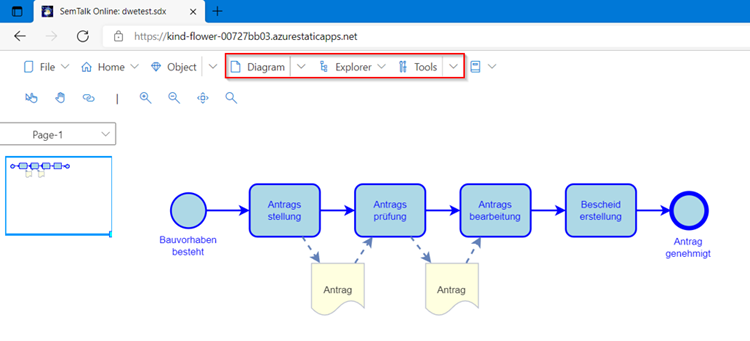 SemTalk Online: dwetest.sdx
https://kind-flower-00727bb03.azurestaticapps.net
File Home Object Diagram Explorer Tools
Page-1
Antrags
stellung
Antrags
prüfung
Antrags
bearbeitung
Bescheid
erstellung
Bauvorhaben
besteht
Antrag
genehmigt
Antrag
Antrag